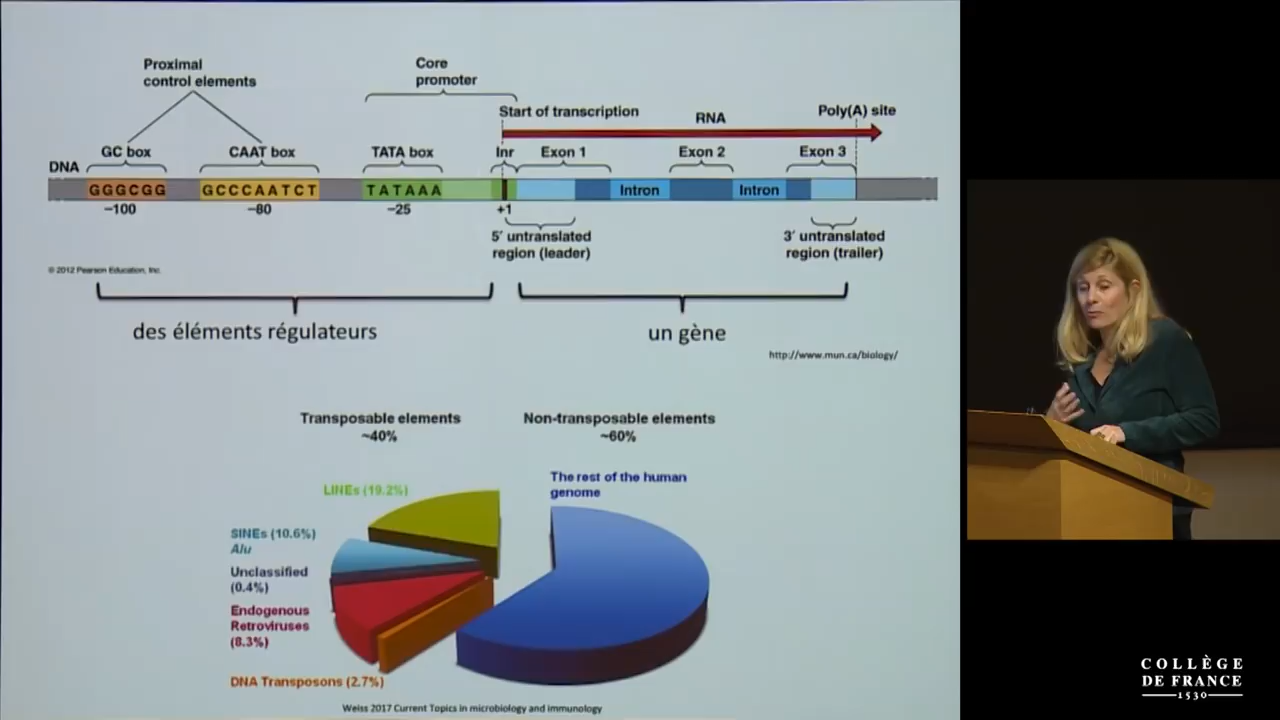 Proximal
control elements
Core
promoter
Start of transcription
RNA
Poly(A) site
GC box
CAAT box
TATA box
Inr
Exon 1
Exon 2
Exon 3
DNA
GGGCGG
GCCCAATCT
TATAAA
Intron
Intron
−100
−80
−25
+1
5′ untranslated
region (leader)
3′ untranslated
region (trailer)
© 2012 Pearson Education, Inc.
des éléments régulateurs
un gène
http://www.mun.ca/biology/
Transposable elements
~40%
Non-transposable elements
~60%
LINEs (19.2%)
The rest of the human
genome
SINEs (10.6%)
Alu
Unclassified
(0.4%)
Endogenous
Retroviruses
(8.3%)
DNA Transposons (2.7%)
Weiss 2017 Current Topics in microbiology and immunology
COLLÈGE
DE FRANCE
1530